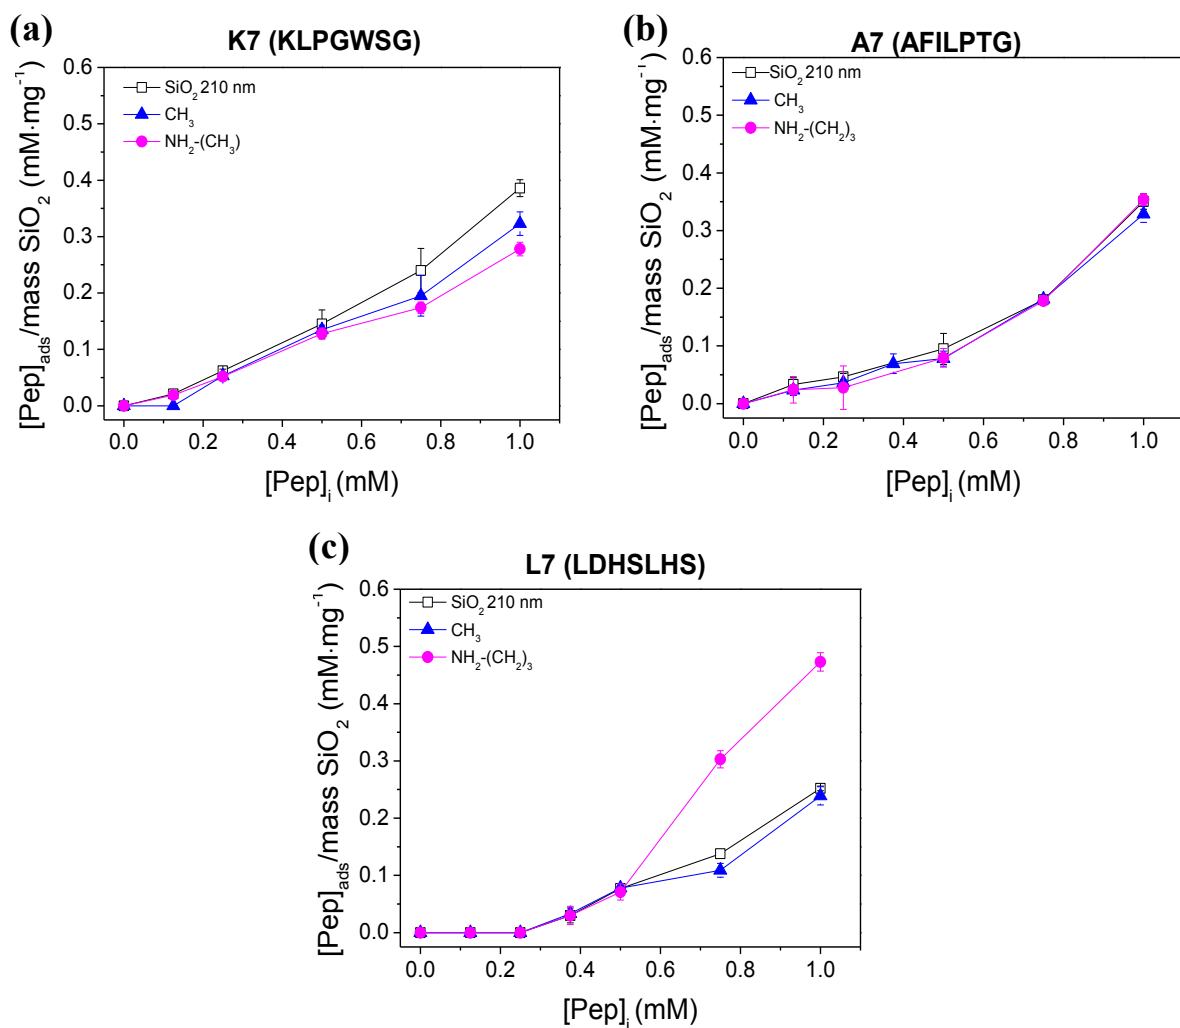 (a)
K7 (KLPGWSG)
SiO₂ 210 nm
CH₃
NH₂-(CH₃)
[Pep]ads/mass SiO₂ (mM·mg⁻¹)
0.6
0.5
0.4
0.3
0.2
0.1
0.0
0.0 0.2 0.4 0.6 0.8 1.0
[Pep]i (mM)
(b)
A7 (AFILPTG)
SiO₂ 210 nm
CH₃
NH₂-(CH₂)₃
[Pep]ads/mass SiO₂ (mM·mg⁻¹)
0.6
0.5
0.4
0.3
0.2
0.1
0.0
0.0 0.2 0.4 0.6 0.8 1.0
[Pep]i (mM)
(c)
L7 (LDHSLHS)
SiO₂ 210 nm
CH₃
NH₂-(CH₂)₃
[Pep]ads/mass SiO₂ (mM·mg⁻¹)
0.6
0.5
0.4
0.3
0.2
0.1
0.0
0.0 0.2 0.4 0.6 0.8 1.0
[Pep]i (mM)